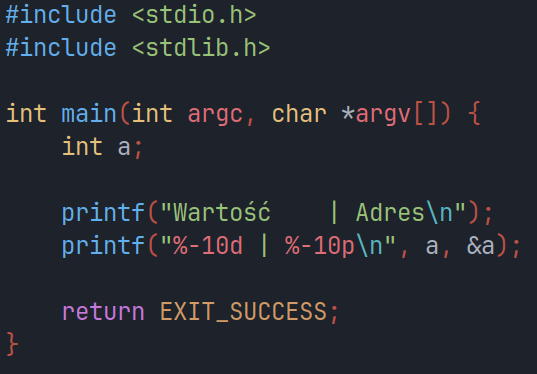 #include <stdio.h>
#include <stdlib.h>

int main(int argc, char *argv[]) {
    int a;

    printf("Wartość    | Adres\n");
    printf("%-10d | %-10p\n", a, &a);

    return EXIT_SUCCESS;
}